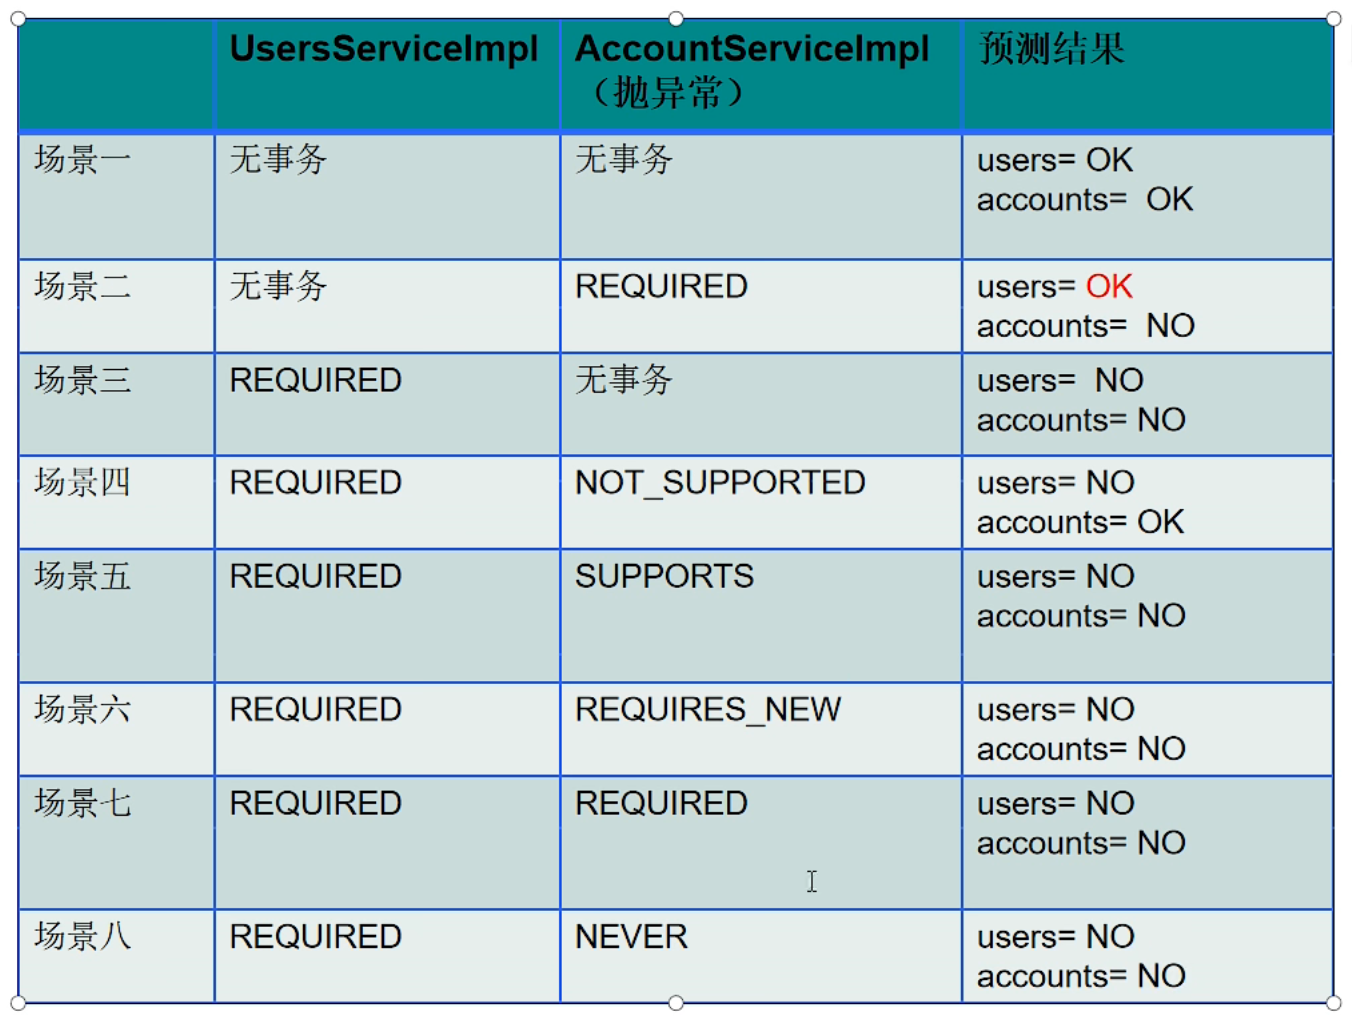 UsersServiceImpl
AccountServiceImpl
（抛异常）
预测结果
场景一
无事务
无事务
users= OK
accounts=  OK
场景二
无事务
REQUIRED
users= OK
accounts=  NO
场景三
REQUIRED
无事务
users=  NO
accounts= NO
场景四
REQUIRED
NOT_SUPPORTED
users= NO
accounts= OK
场景五
REQUIRED
SUPPORTS
users= NO
accounts= NO
场景六
REQUIRED
REQUIRES_NEW
users= NO
accounts= NO
场景七
REQUIRED
REQUIRED
users= NO
accounts= NO
场景八
REQUIRED
NEVER
users= NO
accounts= NO